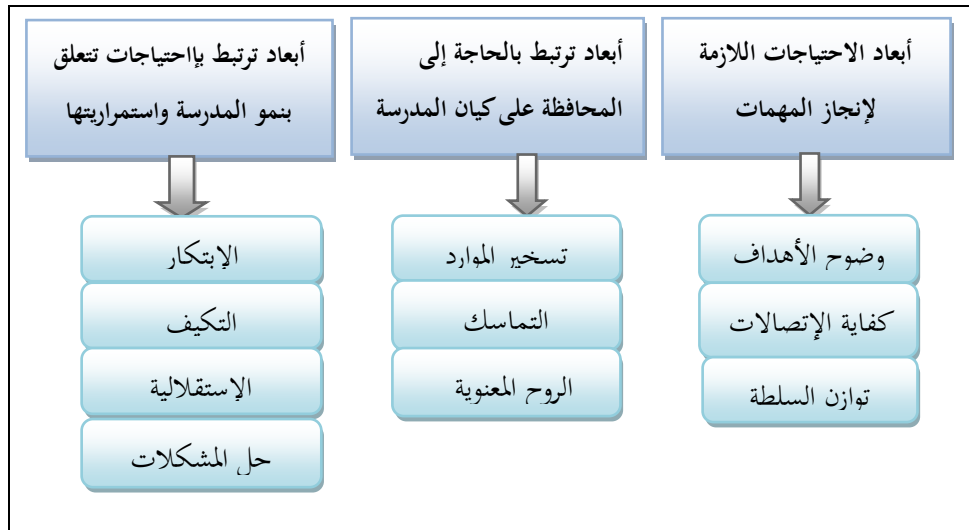 أبعاد الاحتياجات اللازمة
لإنجاز المهمات
وضوح الأهداف
كفاية الإتصالات
توازن السلطة
أبعاد ترتبط بالحاجة إلى
المحافظة على كيان المدرسة
تسخير الموارد
التماسك
الروح المعنوية
أبعاد ترتبط بإاحتياجات تتعلق
بنمو المدرسة واستمراريتها
الإبتكار
التكيف
الإستقلالية
حل المشكلات